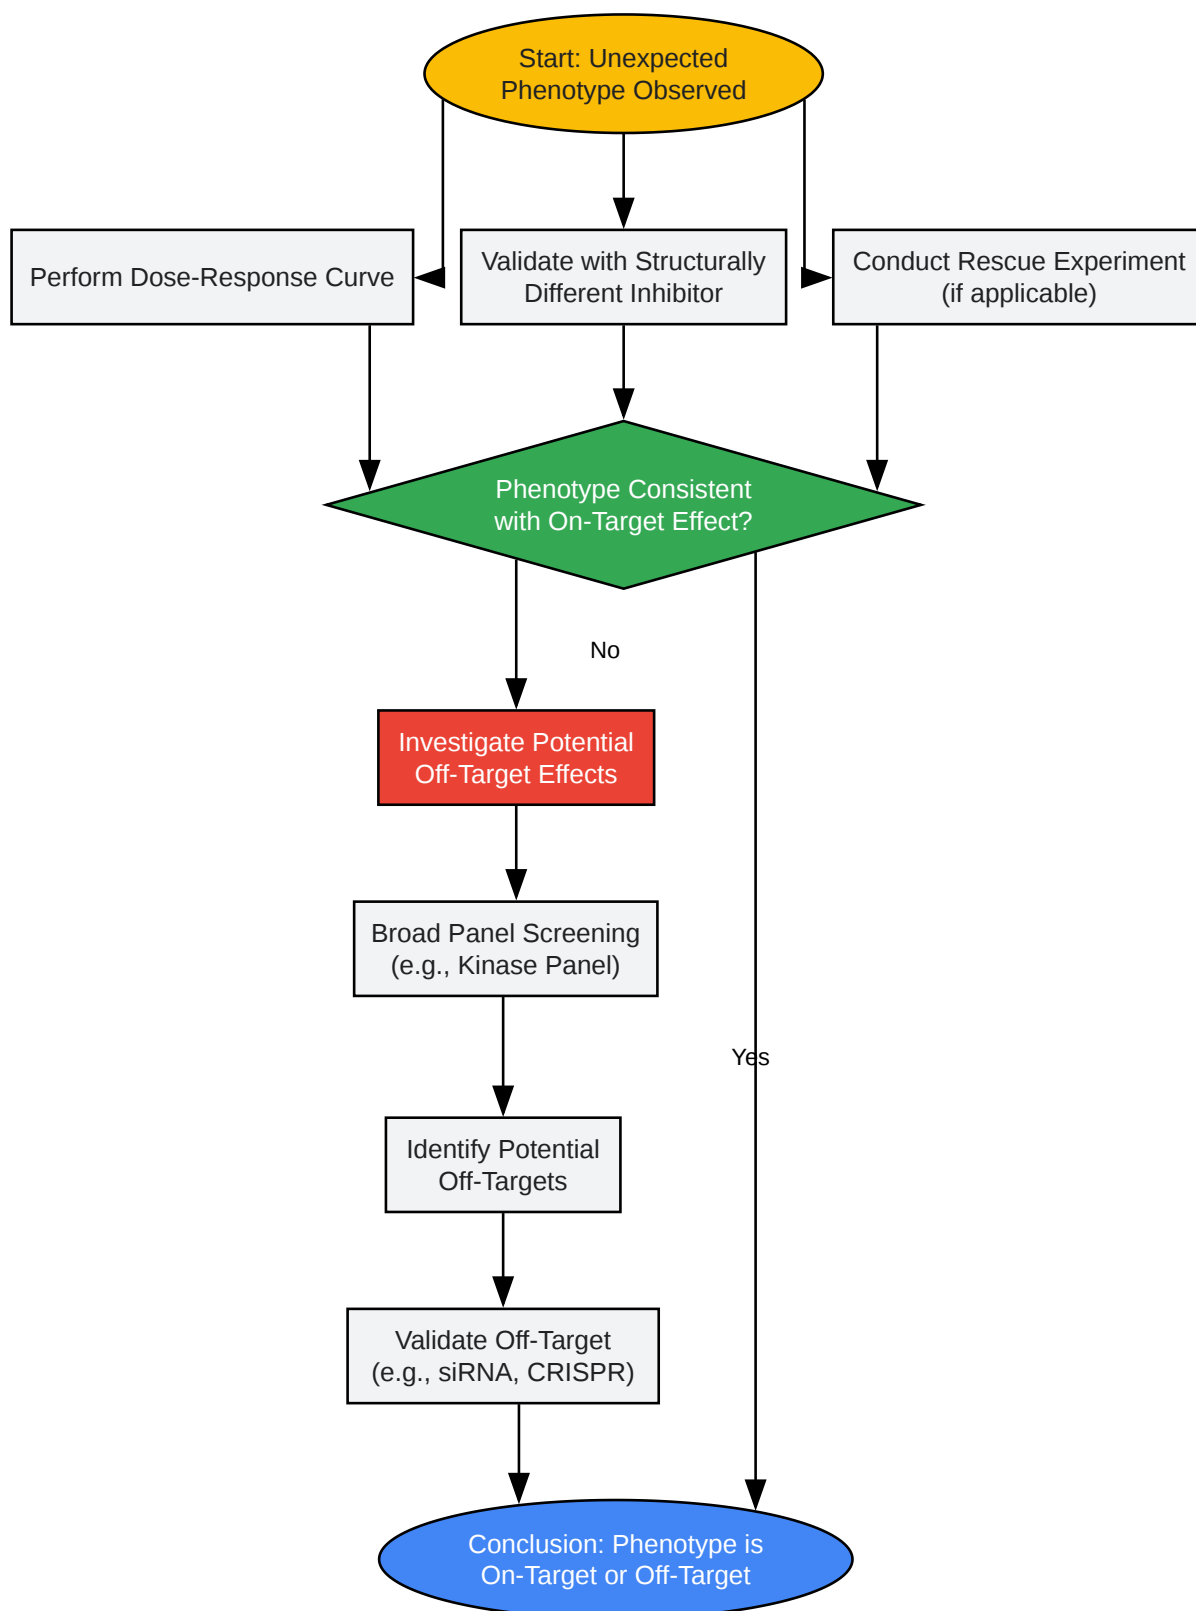 Start: Unexpected
Phenotype Observed
Perform Dose-Response Curve
Validate with Structurally
Different Inhibitor
Conduct Rescue Experiment
(if applicable)
Phenotype Consistent
with On-Target Effect?
No
Investigate Potential
Off-Target Effects
Broad Panel Screening
(e.g., Kinase Panel)
Yes
Identify Potential
Off-Targets
Validate Off-Target
(e.g., siRNA, CRISPR)
Conclusion: Phenotype is
On-Target or Off-Target